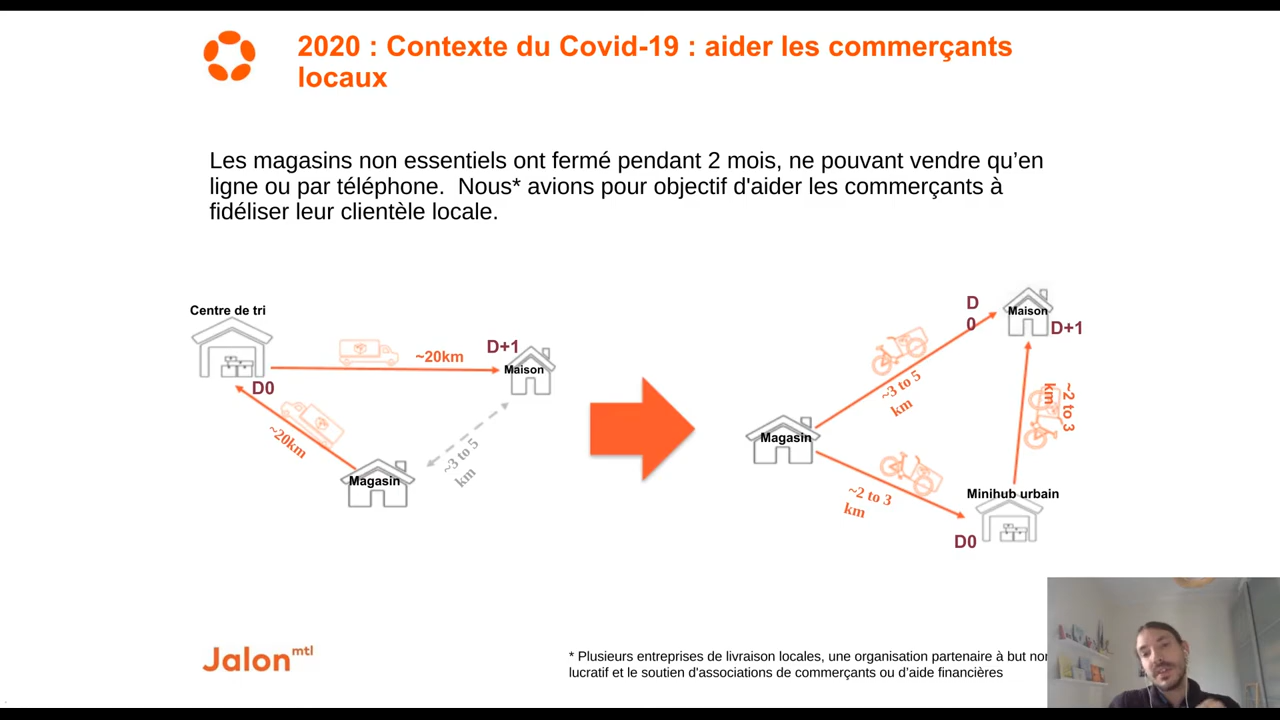 2020 : Contexte du Covid-19 : aider les commerçants
locaux
Les magasins non essentiels ont fermé pendant 2 mois, ne pouvant vendre qu’en
ligne ou par téléphone.  Nous* avions pour objectif d'aider les commerçants à
fidéliser leur clientèle locale.
Centre de tri
D+1
~20km
Maison
D0
~20km
~3 to 5
km
Magasin
D
0
Maison
D+1
~3 to 5
km
~2 to 3
km
Magasin
~2 to 3
km
Minihub urbain
D0
Jalon mtl
* Plusieurs entreprises de livraison locales, une organisation partenaire à but
lucratif et le soutien d'associations de commerçants ou d’aide financières